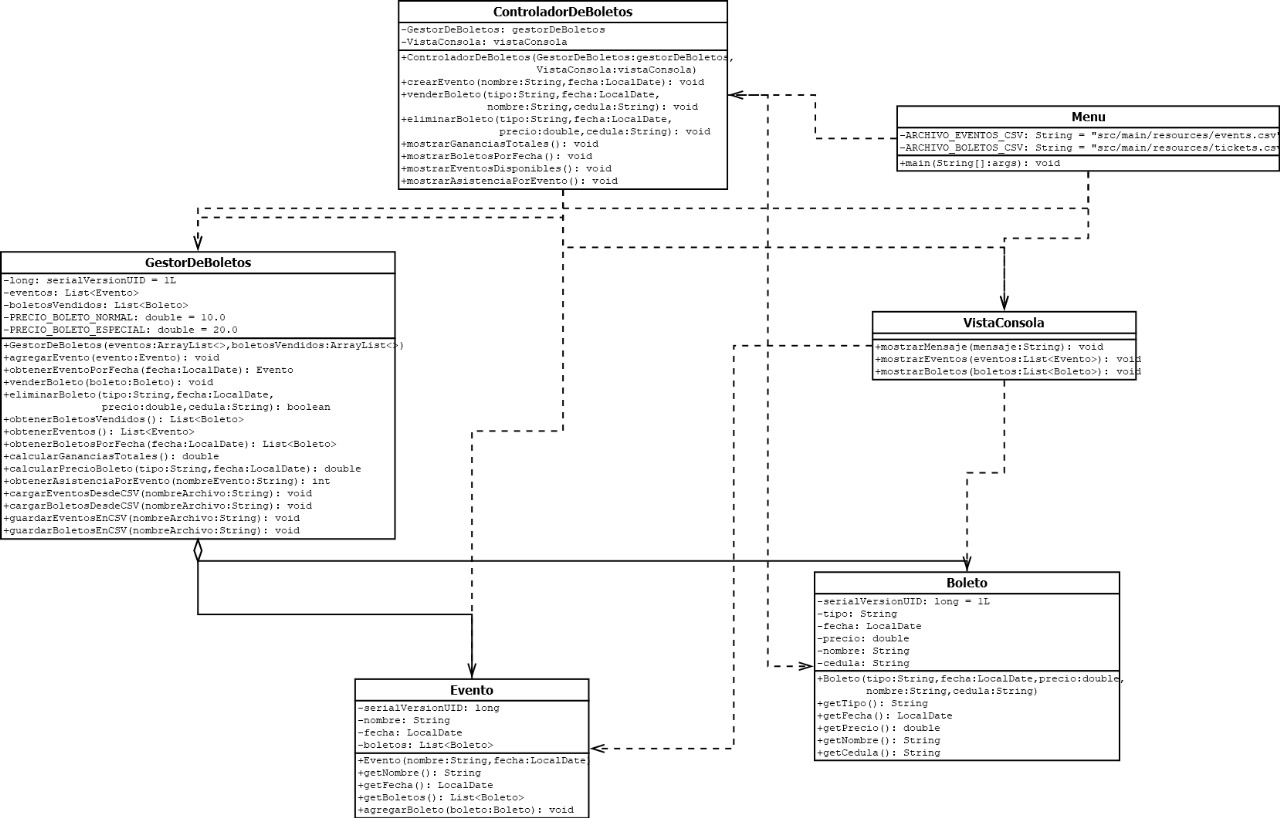 ControladorDeBoletos
-GestorDeBoletos: gestorDeBoletos
-VistaConsola: vistaConsola
+ControladorDeBoletos(GestorDeBoletos:gestorDeBoletos,
VistaConsola:vistaConsola)
+crearEvento(nombre:String,fecha:LocalDate): void
+venderBoleto(tipo:String,fecha:LocalDate,
nombre:String,cedula:String): void
+eliminarBoleto(tipo:String,fecha:LocalDate,
precio:double,cedula:String): void
+mostrarGananciasTotales(): void
+mostrarBoletosPorFecha(): void
+mostrarEventosDisponibles(): void
+mostrarAsistenciaPorEvento(): void
Menu
-ARCHIVO_EVENTOS_CSV: String = "src/main/resources/events.csv"
-ARCHIVO_BOLETOS_CSV: String = "src/main/resources/tickets.csv
+main(String[]:args): void
GestorDeBoletos
-long: serialVersionUID = 1L
-eventos: List<Evento>
-boletosVendidos: List<Boleto>
-PRECIO_BOLETO_NORMAL: double = 10.0
-PRECIO_BOLETO_ESPECIAL: double = 20.0
+GestorDeBoletos(eventos:ArrayList<>,boletosVendidos:ArrayList<>)
+agregarEvento(evento:Evento): void
+obtenerEventoPorFecha(fecha:LocalDate): Evento
+venderBoleto(boleto:Boleto): void
+eliminarBoleto(tipo:String,fecha:LocalDate,
precio:double,cedula:String): boolean
+obtenerBoletosVendidos(): List<Boleto>
+obtenerEventos(): List<Evento>
+obtenerBoletosPorFecha(fecha:LocalDate): List<Boleto>
+calcularGananciasTotales(): double
+calcularPrecioBoleto(tipo:String,fecha:LocalDate): double
+obtenerAsistenciaPorEvento(nombreEvento:String): int
+cargarEventosDesdeCSV(nombreArchivo:String): void
+cargarBoletosDesdeCSV(nombreArchivo:String): void
+guardarEventosEnCSV(nombreArchivo:String): void
+guardarBoletosEnCSV(nombreArchivo:String): void
VistaConsola
+mostrarMensaje(mensaje:String): void
+mostrarEventos(eventos:List<Evento>): void
+mostrarBoletos(boletos:List<Boleto>): void
Boleto
-serialVersionUID: long = 1L
-tipo: String
-fecha: LocalDate
-precio: double
-nombre: String
-cedula: String
+Boleto(tipo:String,fecha:LocalDate,precio:double,
nombre:String,cedula:String)
+getTipo(): String
+getFecha(): LocalDate
+getPrecio(): double
+getNombre(): String
+getCedula(): String
Evento
-serialVersionUID: long
-nombre: String
-fecha: LocalDate
-boletos: List<Boleto>
+Evento(nombre:String,fecha:LocalDate)
+getNombre(): String
+getFecha(): LocalDate
+getBoletos(): List<Boleto>
+agregarBoleto(boleto:Boleto): void